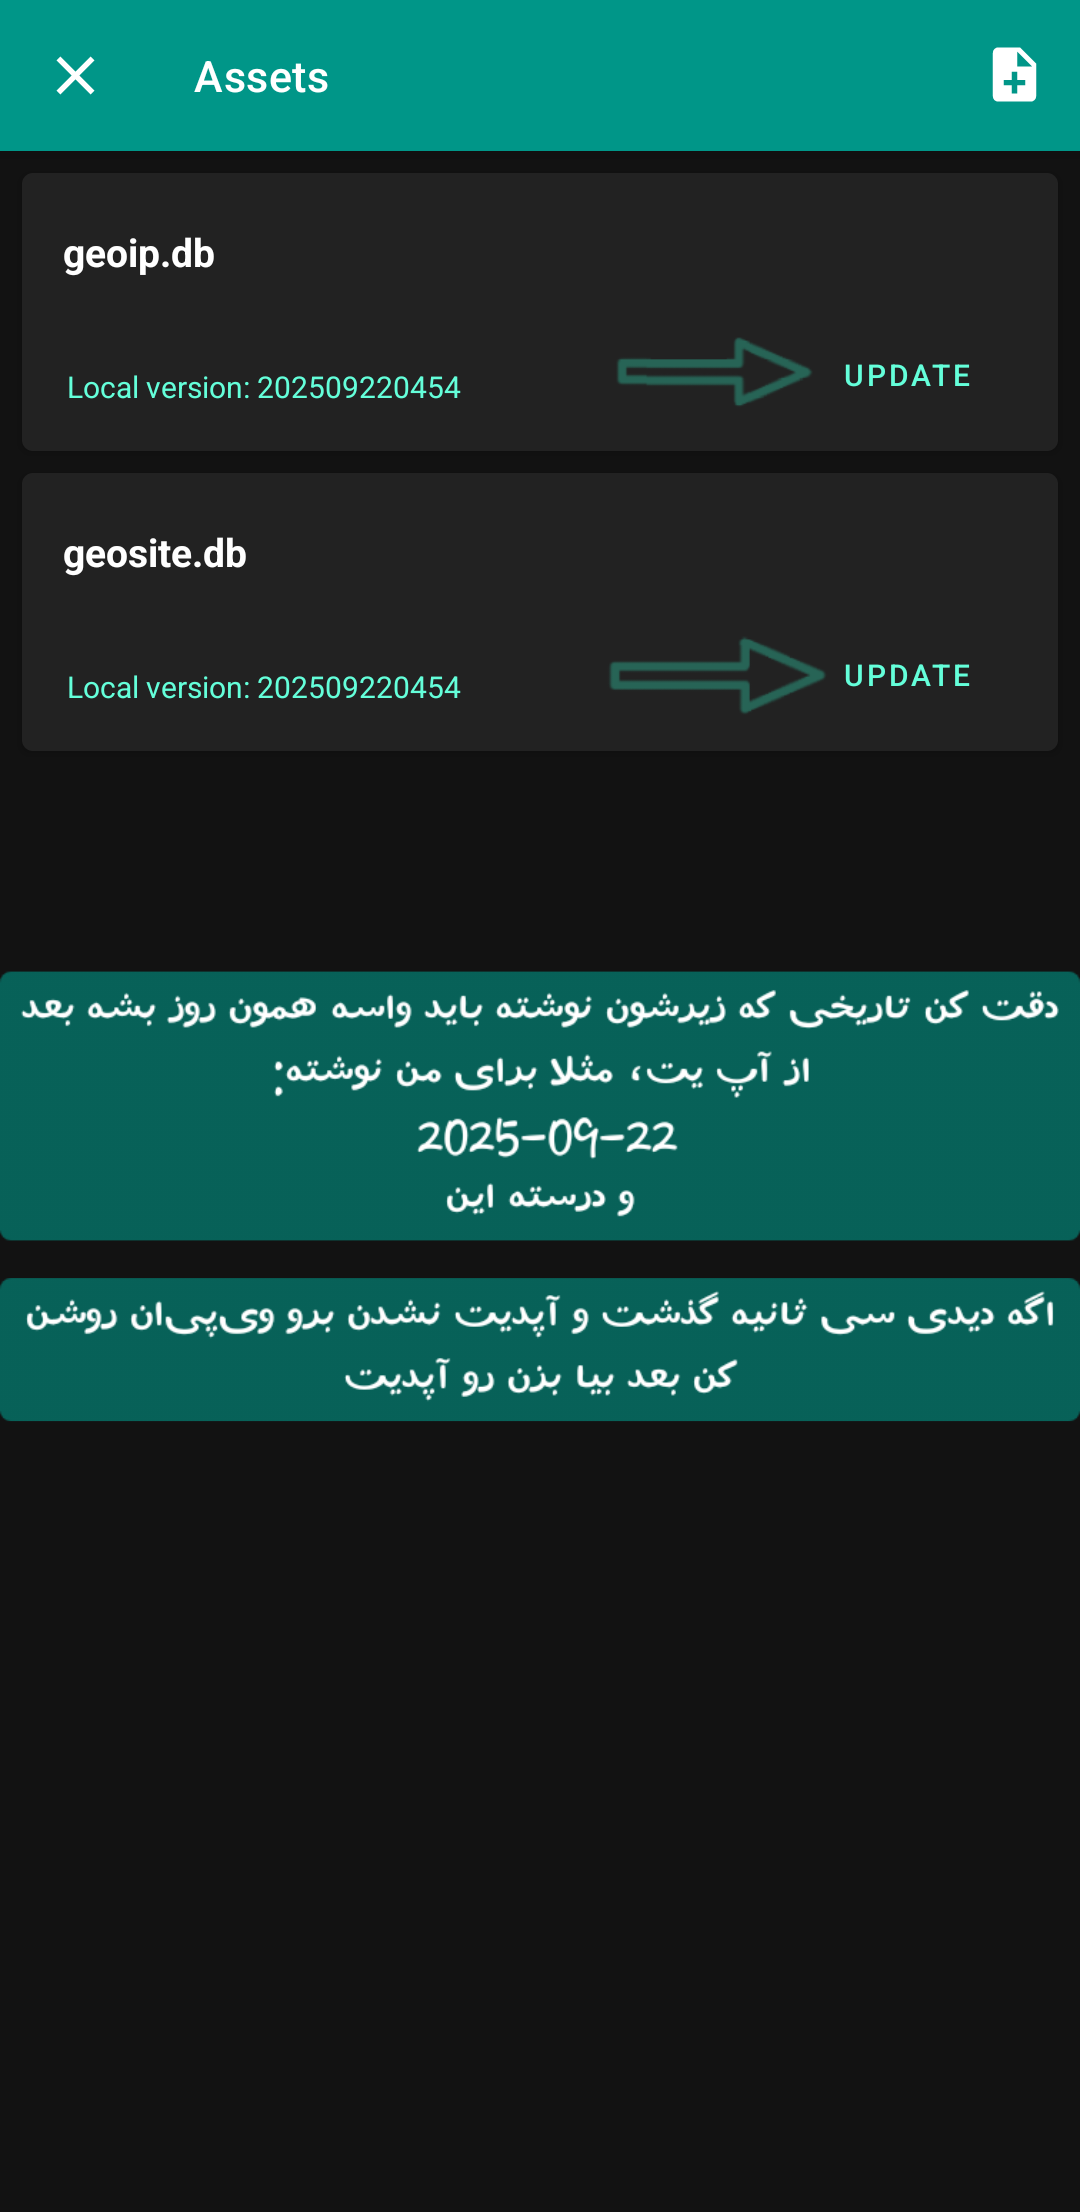 Assets
geoip.db
Local version: 202509220454
UPDATE
geosite.db
Local version: 202509220454
UPDATE
دقت کن تاریخی که زیرشون نوشته باید واسه همون روز بشه بعد
از آپ یت، مثلا برای من نوشته:
2025-09-22
و درسته این
اگه دیدی سی ثانیه گذشت و آپدیت نشدن برو وی‌پی‌ان روشن
کن بعد بیا بزن رو آپدیت